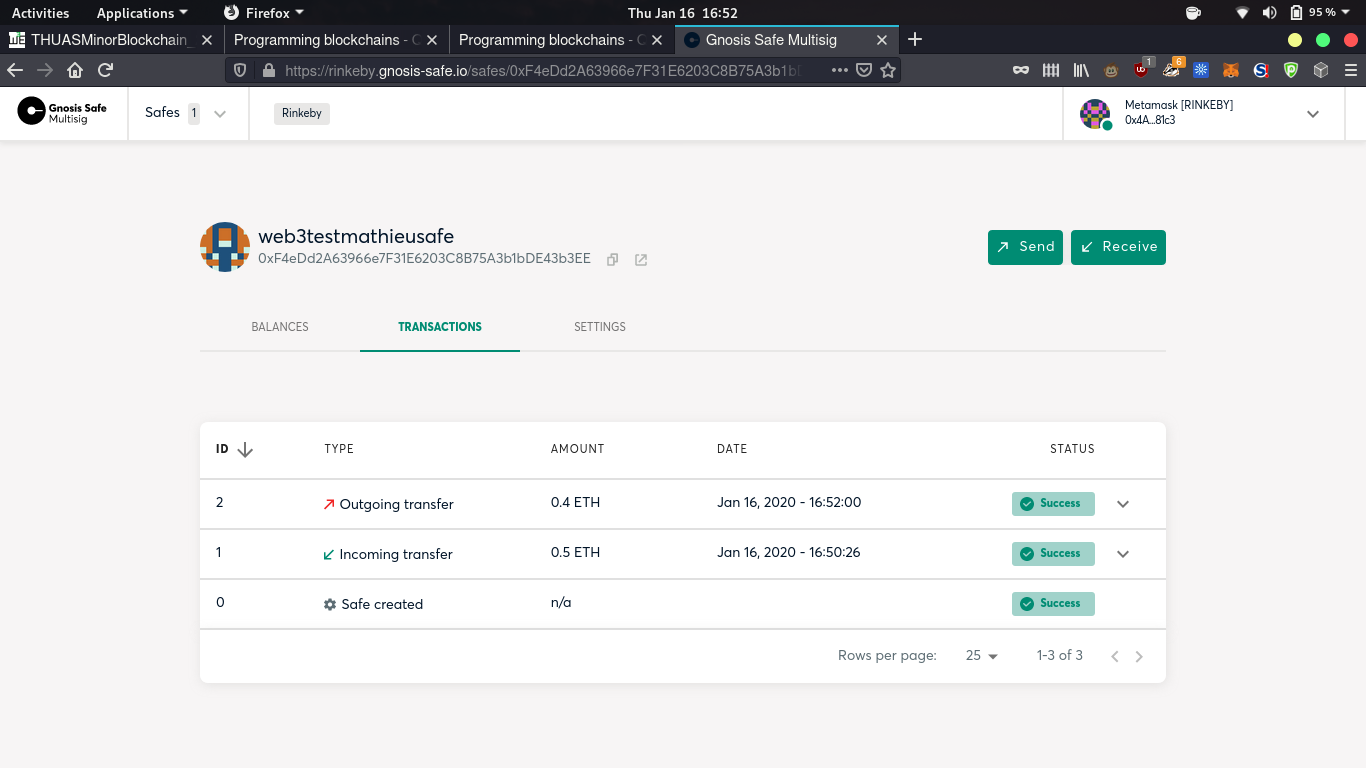 Activities Applications Firefox Thu Jan 16 16:52 95 %
THUASMinorBlockchain_ Programming blockchains - C Programming blockchains - C Gnosis Safe Multisig
https://rinkeby.gnosis-safe.io/safes/0xF4eDd2A63966e7F31E6203C8B75A3b1bD 1 6
Gnosis Safe
Multisig
Safes 1 Rinkeby
Metamask [RINKEBY]
0x4A...81c3
web3testmathieusafe
0xF4eDd2A63966e7F31E6203C8B75A3b1bDE43b3EE
Send Receive
BALANCES TRANSACTIONS SETTINGS
ID TYPE AMOUNT DATE STATUS
2 Outgoing transfer 0.4 ETH Jan 16, 2020 - 16:52:00 Success
1 Incoming transfer 0.5 ETH Jan 16, 2020 - 16:50:26 Success
0 Safe created n/a Success
Rows per page: 25 1-3 of 3